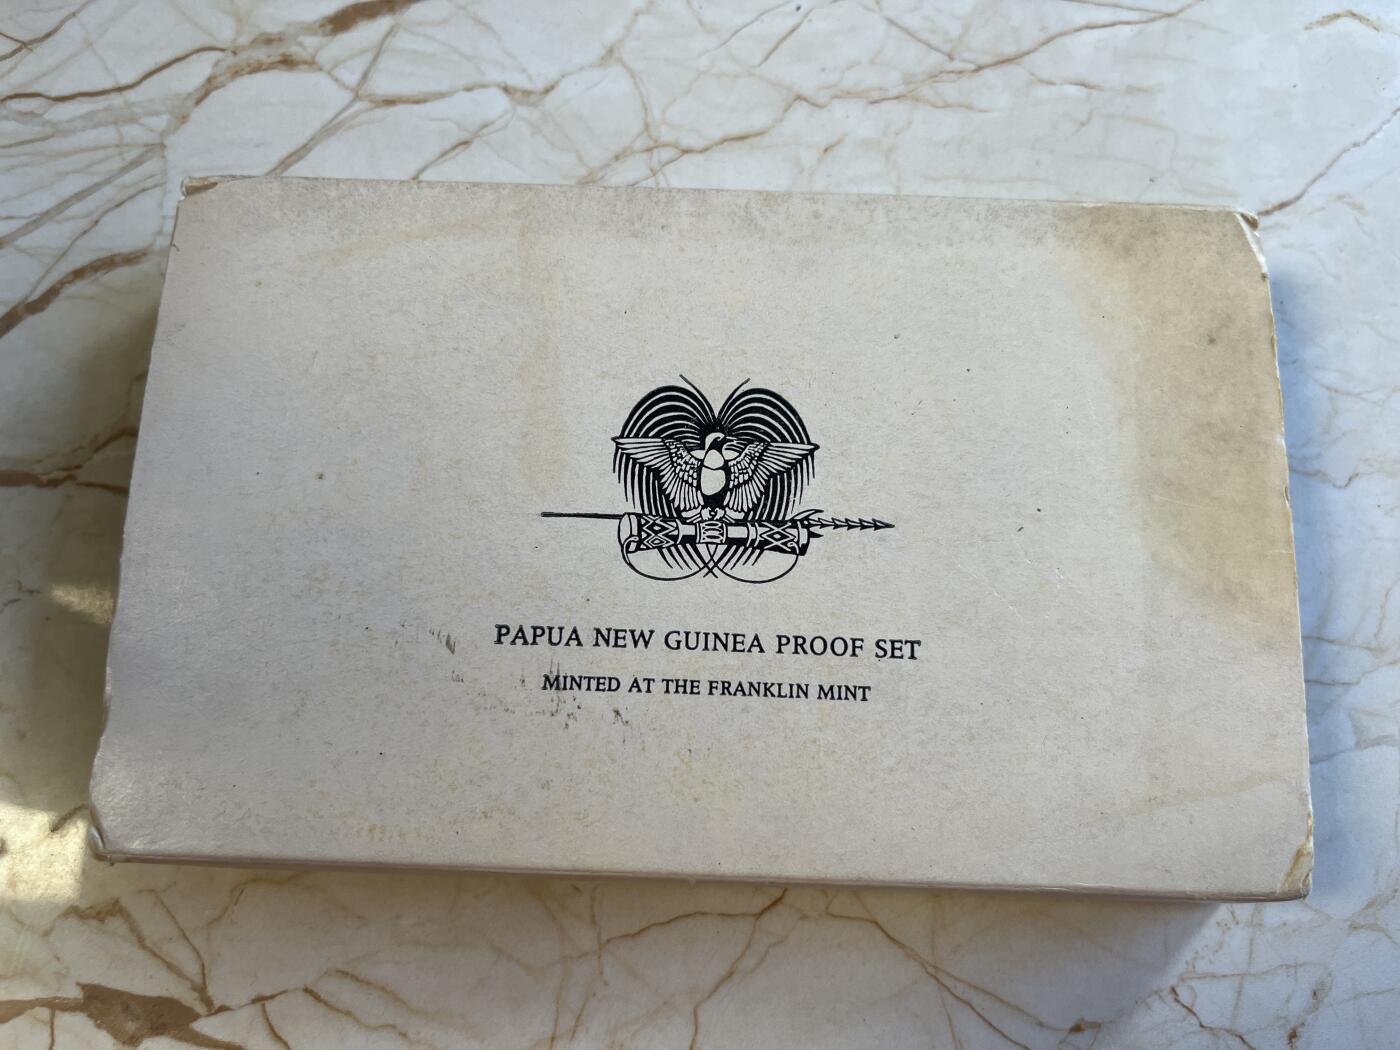 PAPUA NEW GUINEA PROOF SET
MINTED AT THE FRANKLIN MINT